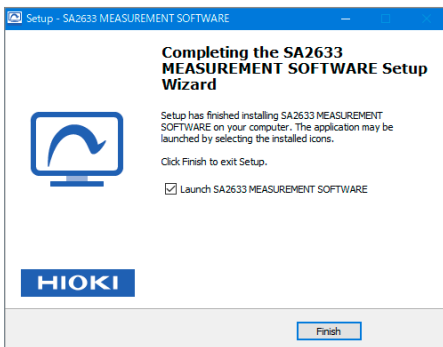 Setup - SA2633 MEASUREMENT SOFTWARE
Completing the SA2633
MEASUREMENT SOFTWARE Setup
Wizard
Setup has finished installing SA2633 MEASUREMENT
SOFTWARE on your computer. The application may be
launched by selecting the installed icons.
Click Finish to exit Setup.
Launch SA2633 MEASUREMENT SOFTWARE
HIOKI
Finish